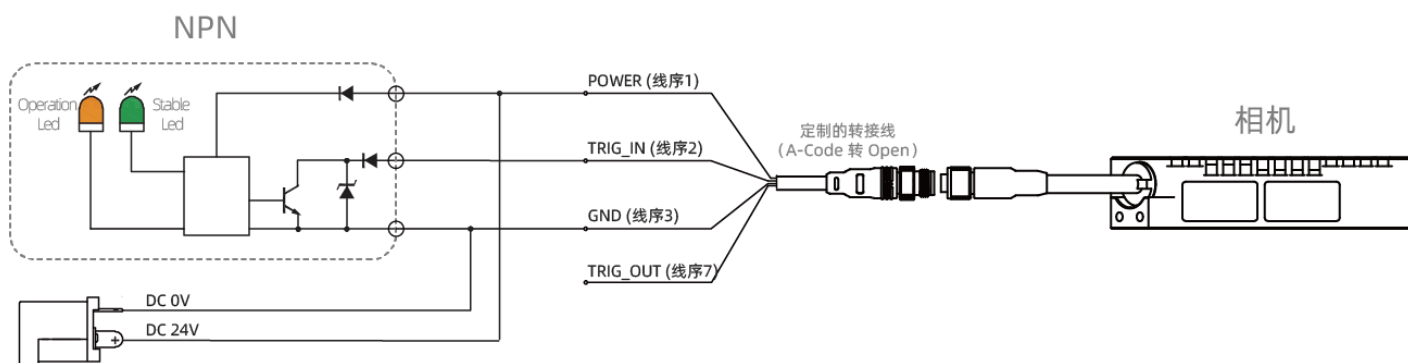 NPN
Operation
Led
Stable
Led
POWER (线序1)
TRIG_IN (线序2)
GND (线序3)
TRIG_OUT (线序7)
定制的转接线
(A-Code 转 Open)
相机
DC 0V
DC 24V